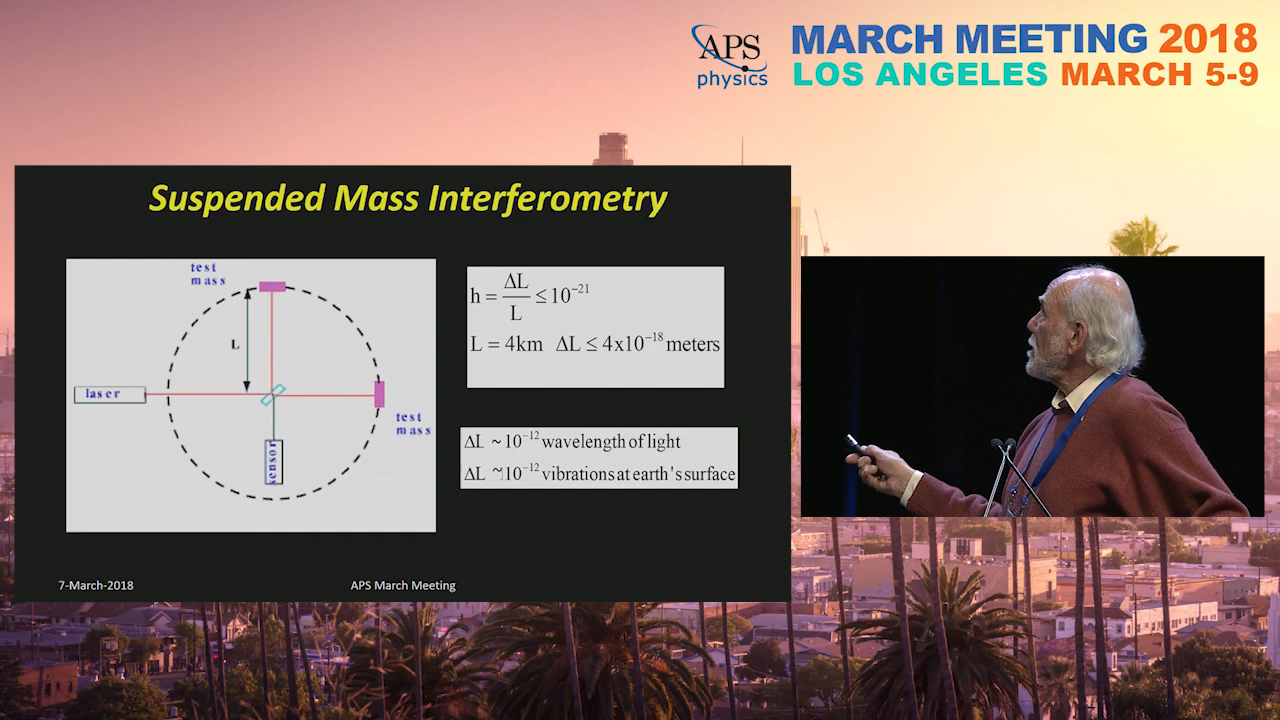 APS
physics
MARCH MEETING 2018
LOS ANGELES MARCH 5-9
Suspended Mass Interferometry
test
mass
L
laser
test
mass
sensor
h = ΔL/L ≤ 10⁻²¹
L = 4km ΔL ≤ 4x10⁻¹⁸ meters
ΔL ~ 10⁻¹² wavelength of light
ΔL ~ 10⁻¹² vibrations at earth's surface
7-March-2018
APS March Meeting